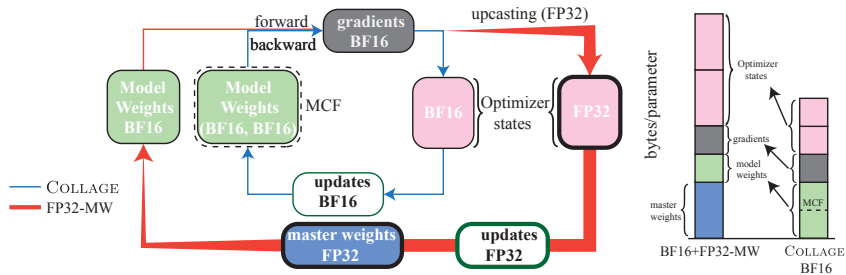 forward
backward
gradients
BF16
upcasting (FP32)
Model
Weights
BF16
Model
Weights
(BF16, BF16)
MCF
BF16
Optimizer
states
FP32
COLLAGE
FP32-MW
updates
BF16
master weights
FP32
updates
FP32
bytes/parameter
Optimizer
states
gradients
model
weights
master
weights
MCF
BF16+FP32-MW
COLLAGE
BF16